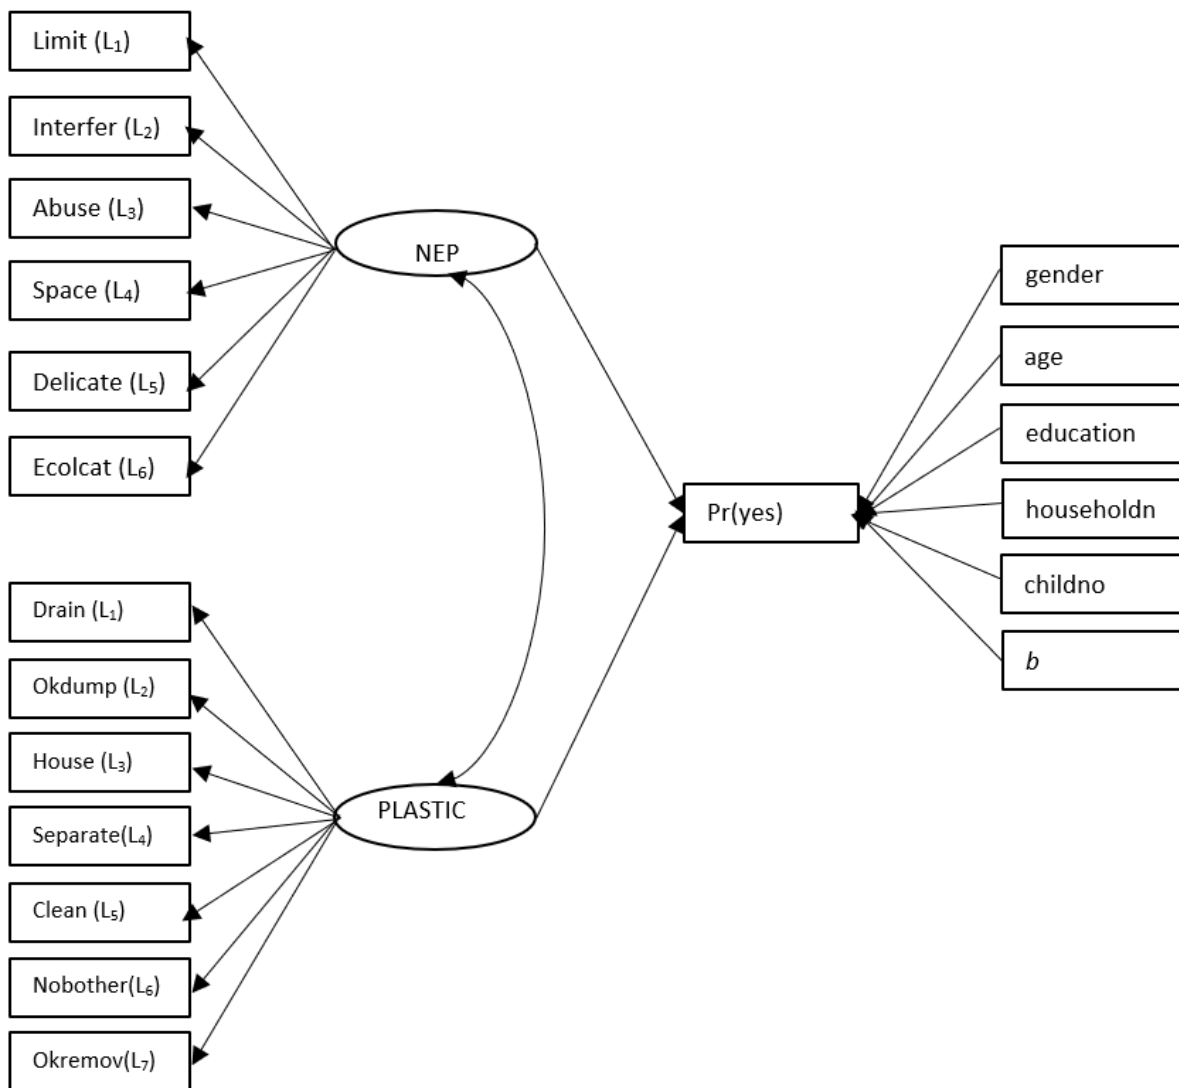 Limit (L₁)
Interfer (L₂)
Abuse (L₃)
Space (L₄)
Delicate (L₅)
Ecolcat (L₆)
NEP
Drain (L₁)
Okdump (L₂)
House (L₃)
Separate(L₄)
Clean (L₅)
Nobother(L₆)
Okremov(L₇)
PLASTIC
Pr(yes)
gender
age
education
householdn
childno
b